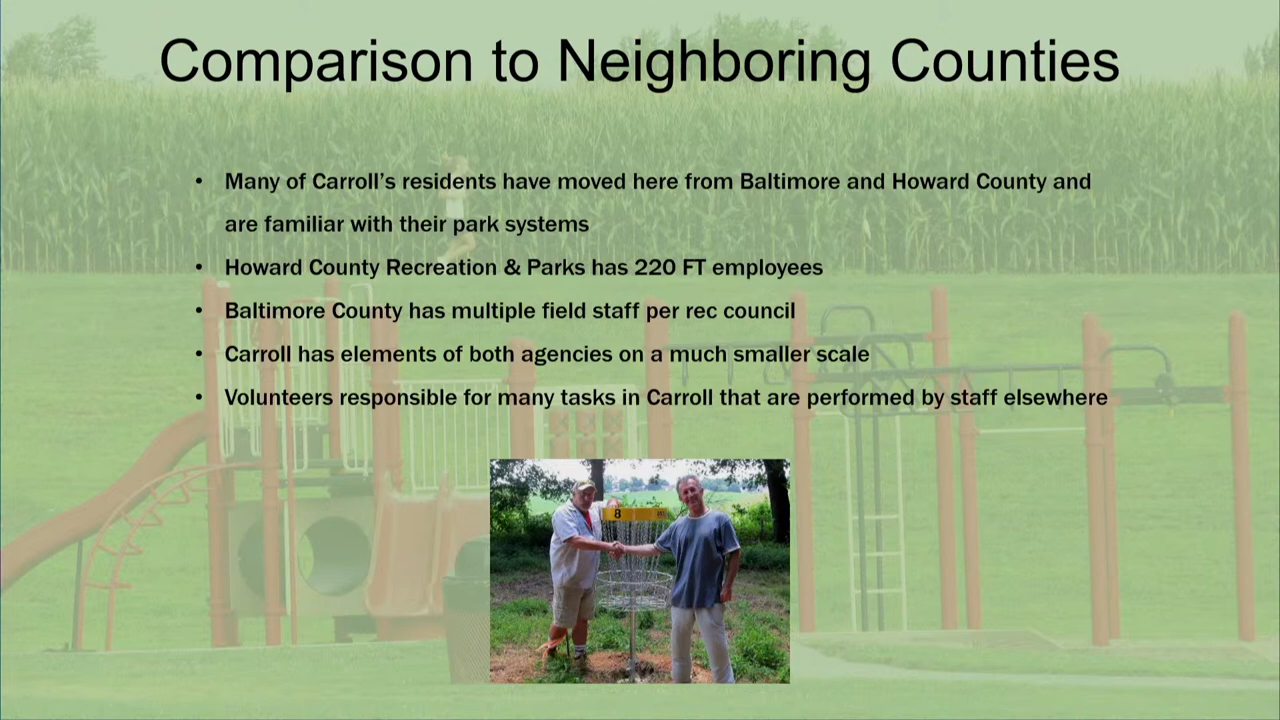 Comparison to Neighboring Counties
• Many of Carroll’s residents have moved here from Baltimore and Howard County and
are familiar with their park systems
• Howard County Recreation & Parks has 220 FT employees
• Baltimore County has multiple field staff per rec council
• Carroll has elements of both agencies on a much smaller scale
• Volunteers responsible for many tasks in Carroll that are performed by staff elsewhere
8